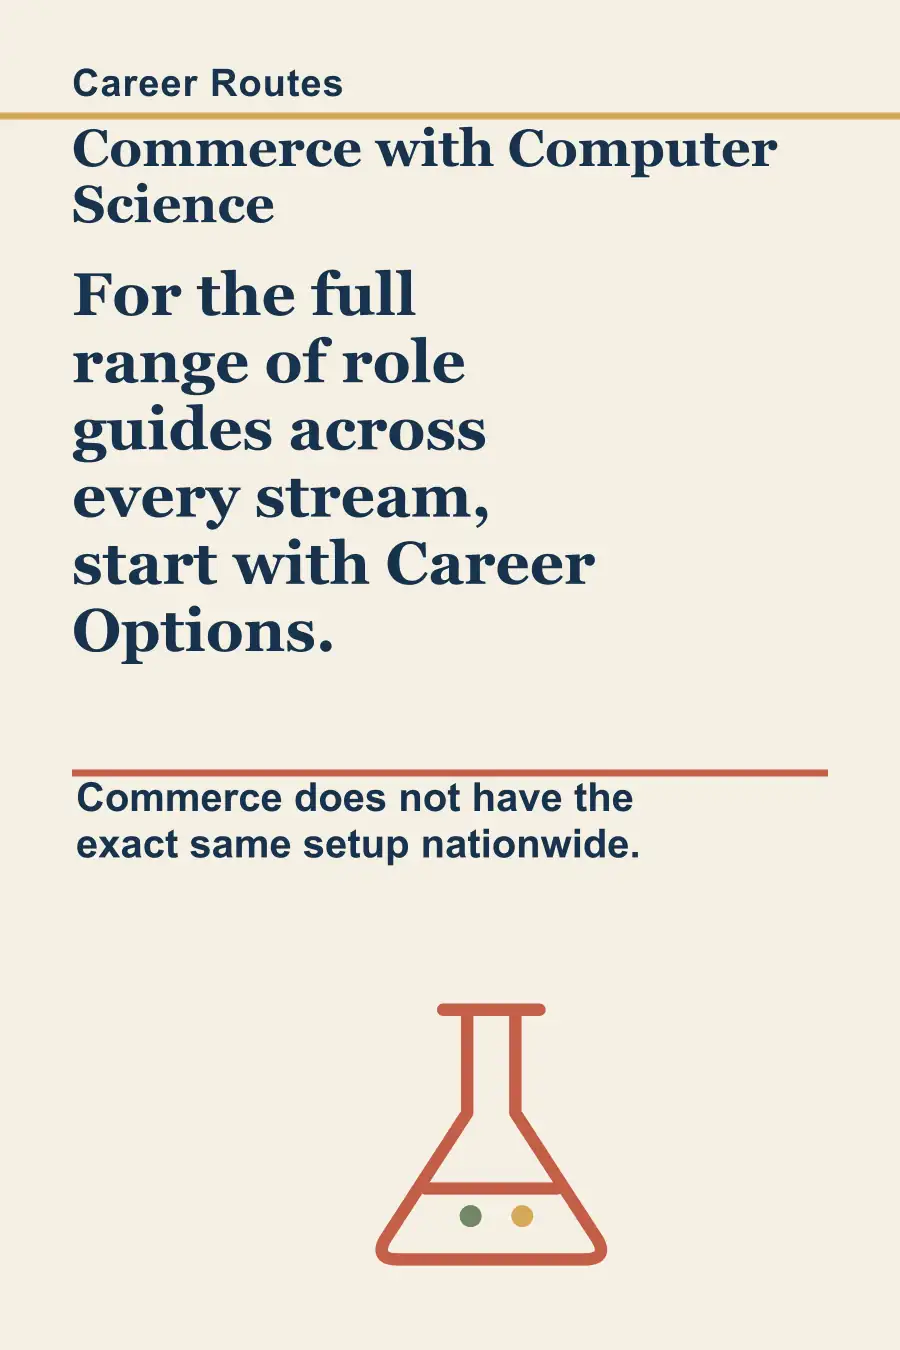 Career Routes
Commerce with Computer
Science
For the full
range of role
guides across
every stream,
start with Career
Options.
Commerce does not have the
exact same setup nationwide.